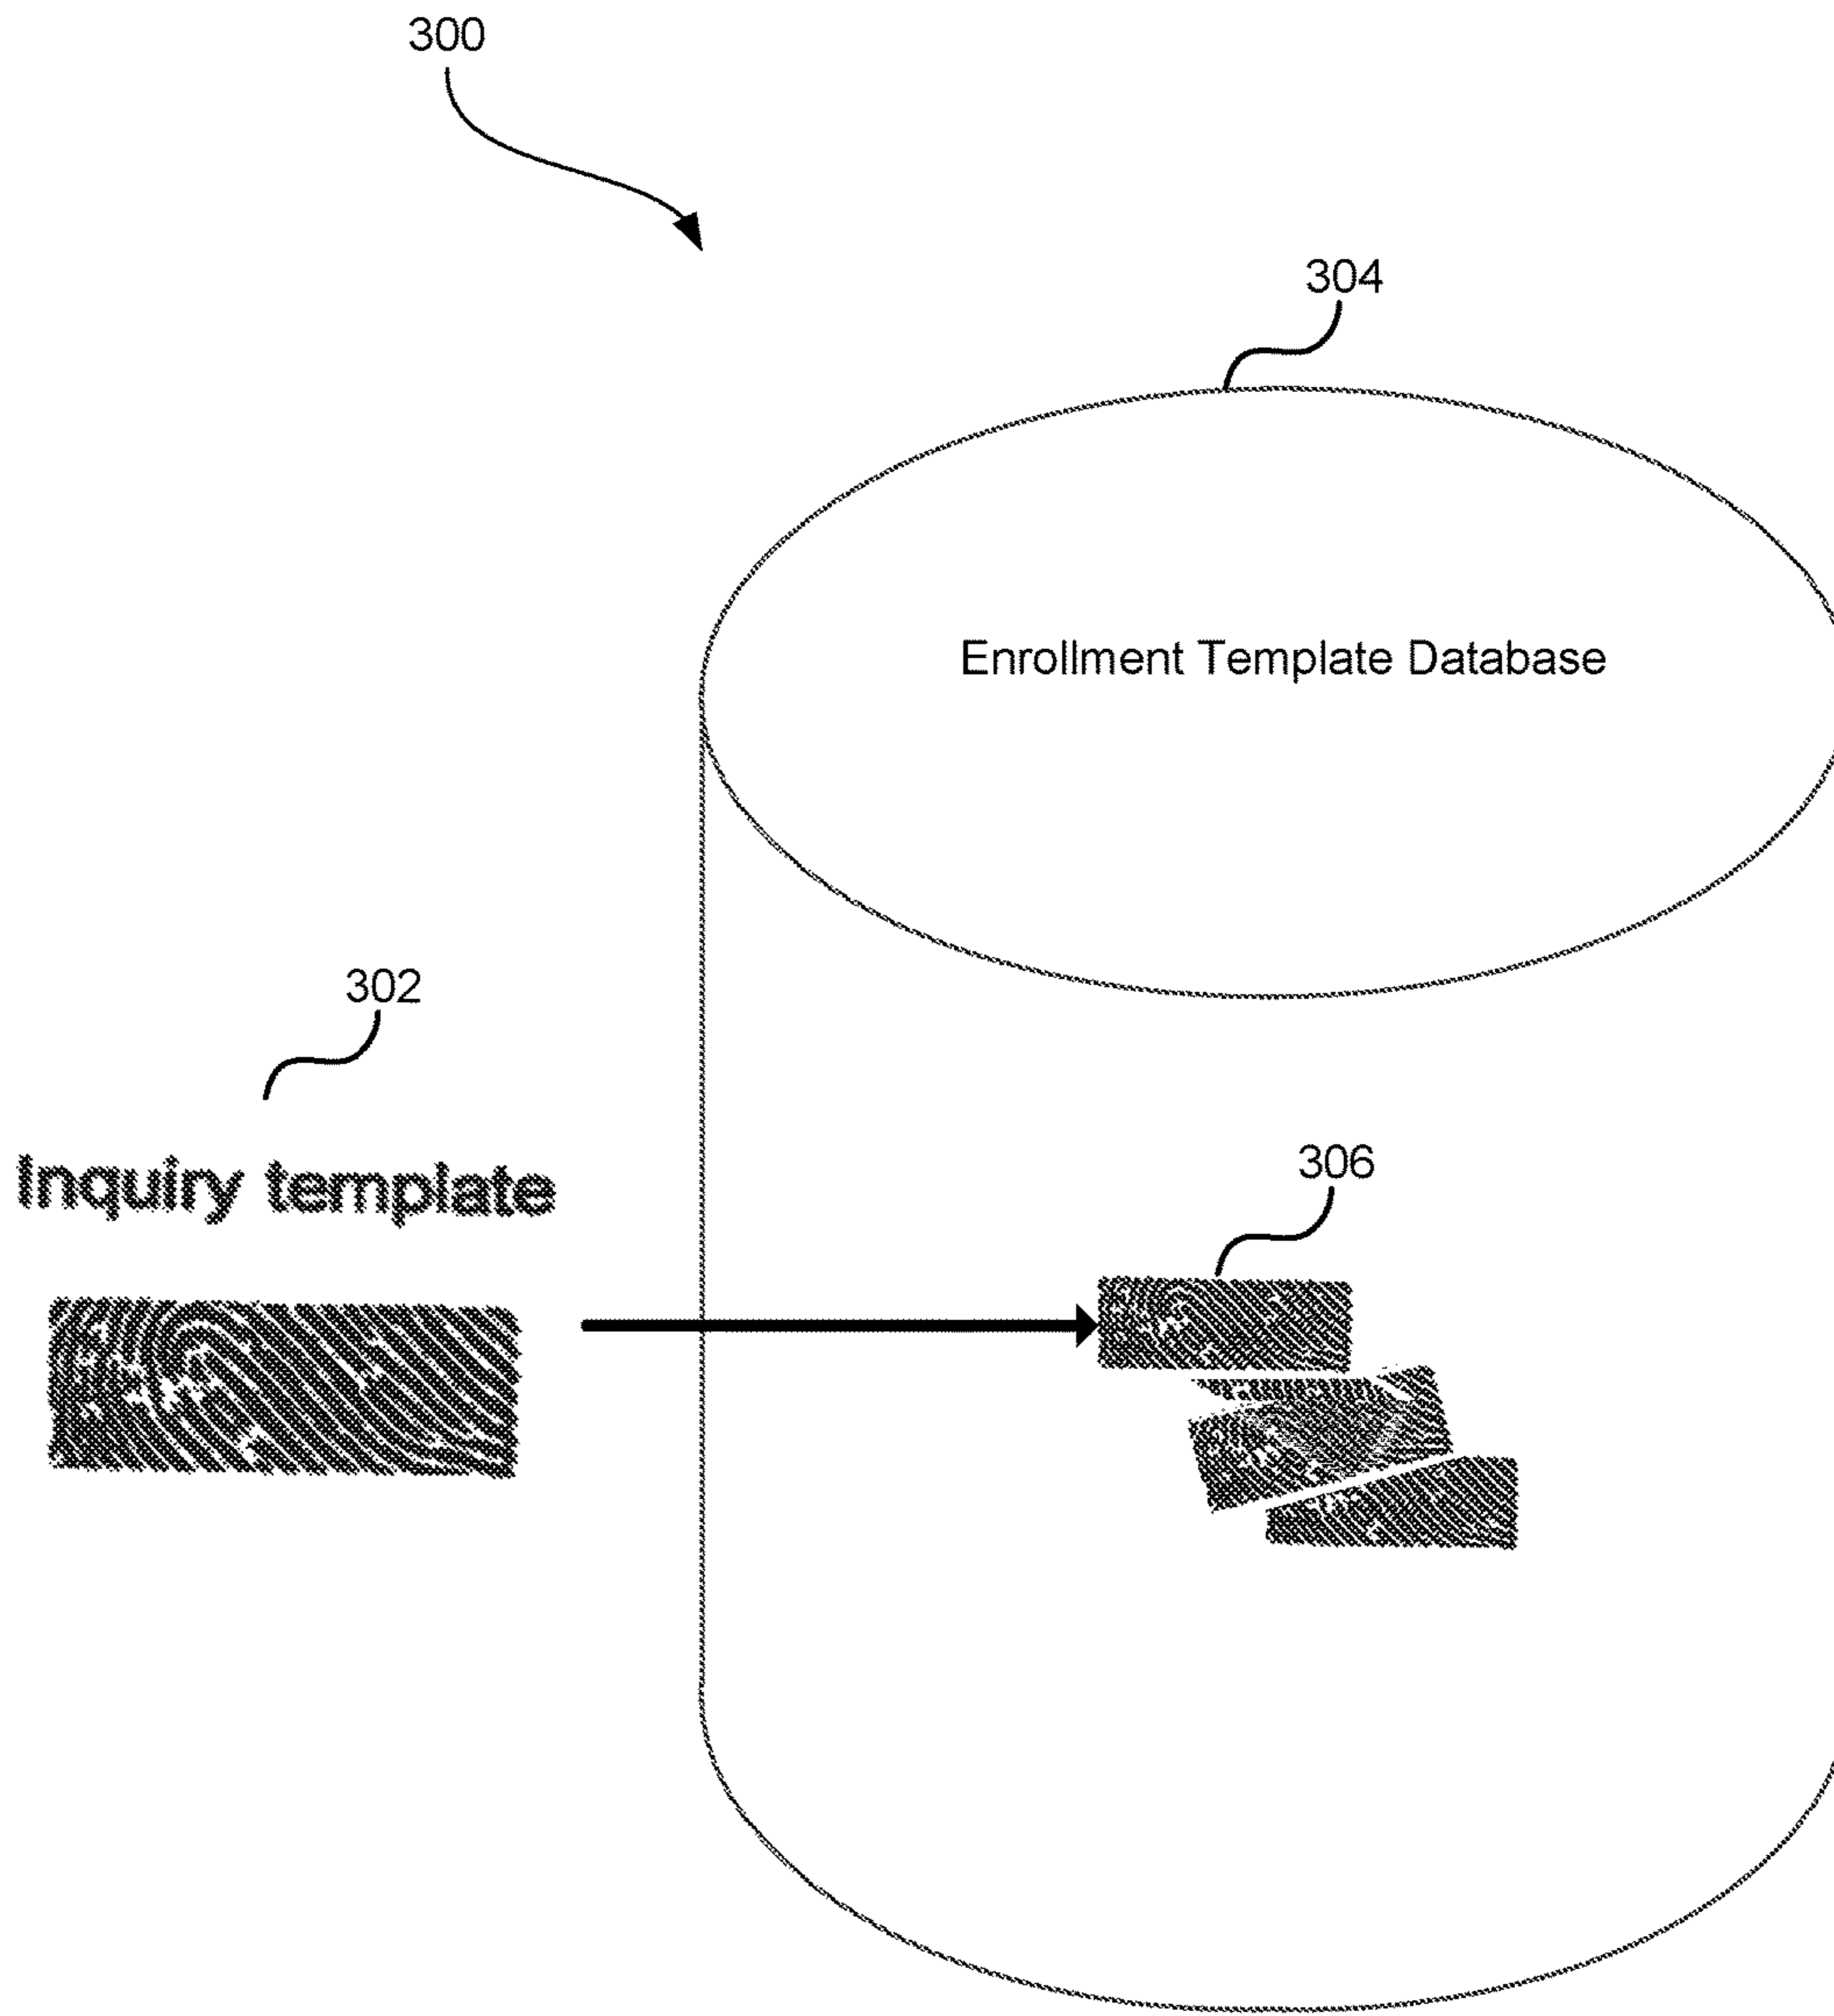 300
304
Enrollment Template Database
302
Inquiry template
306